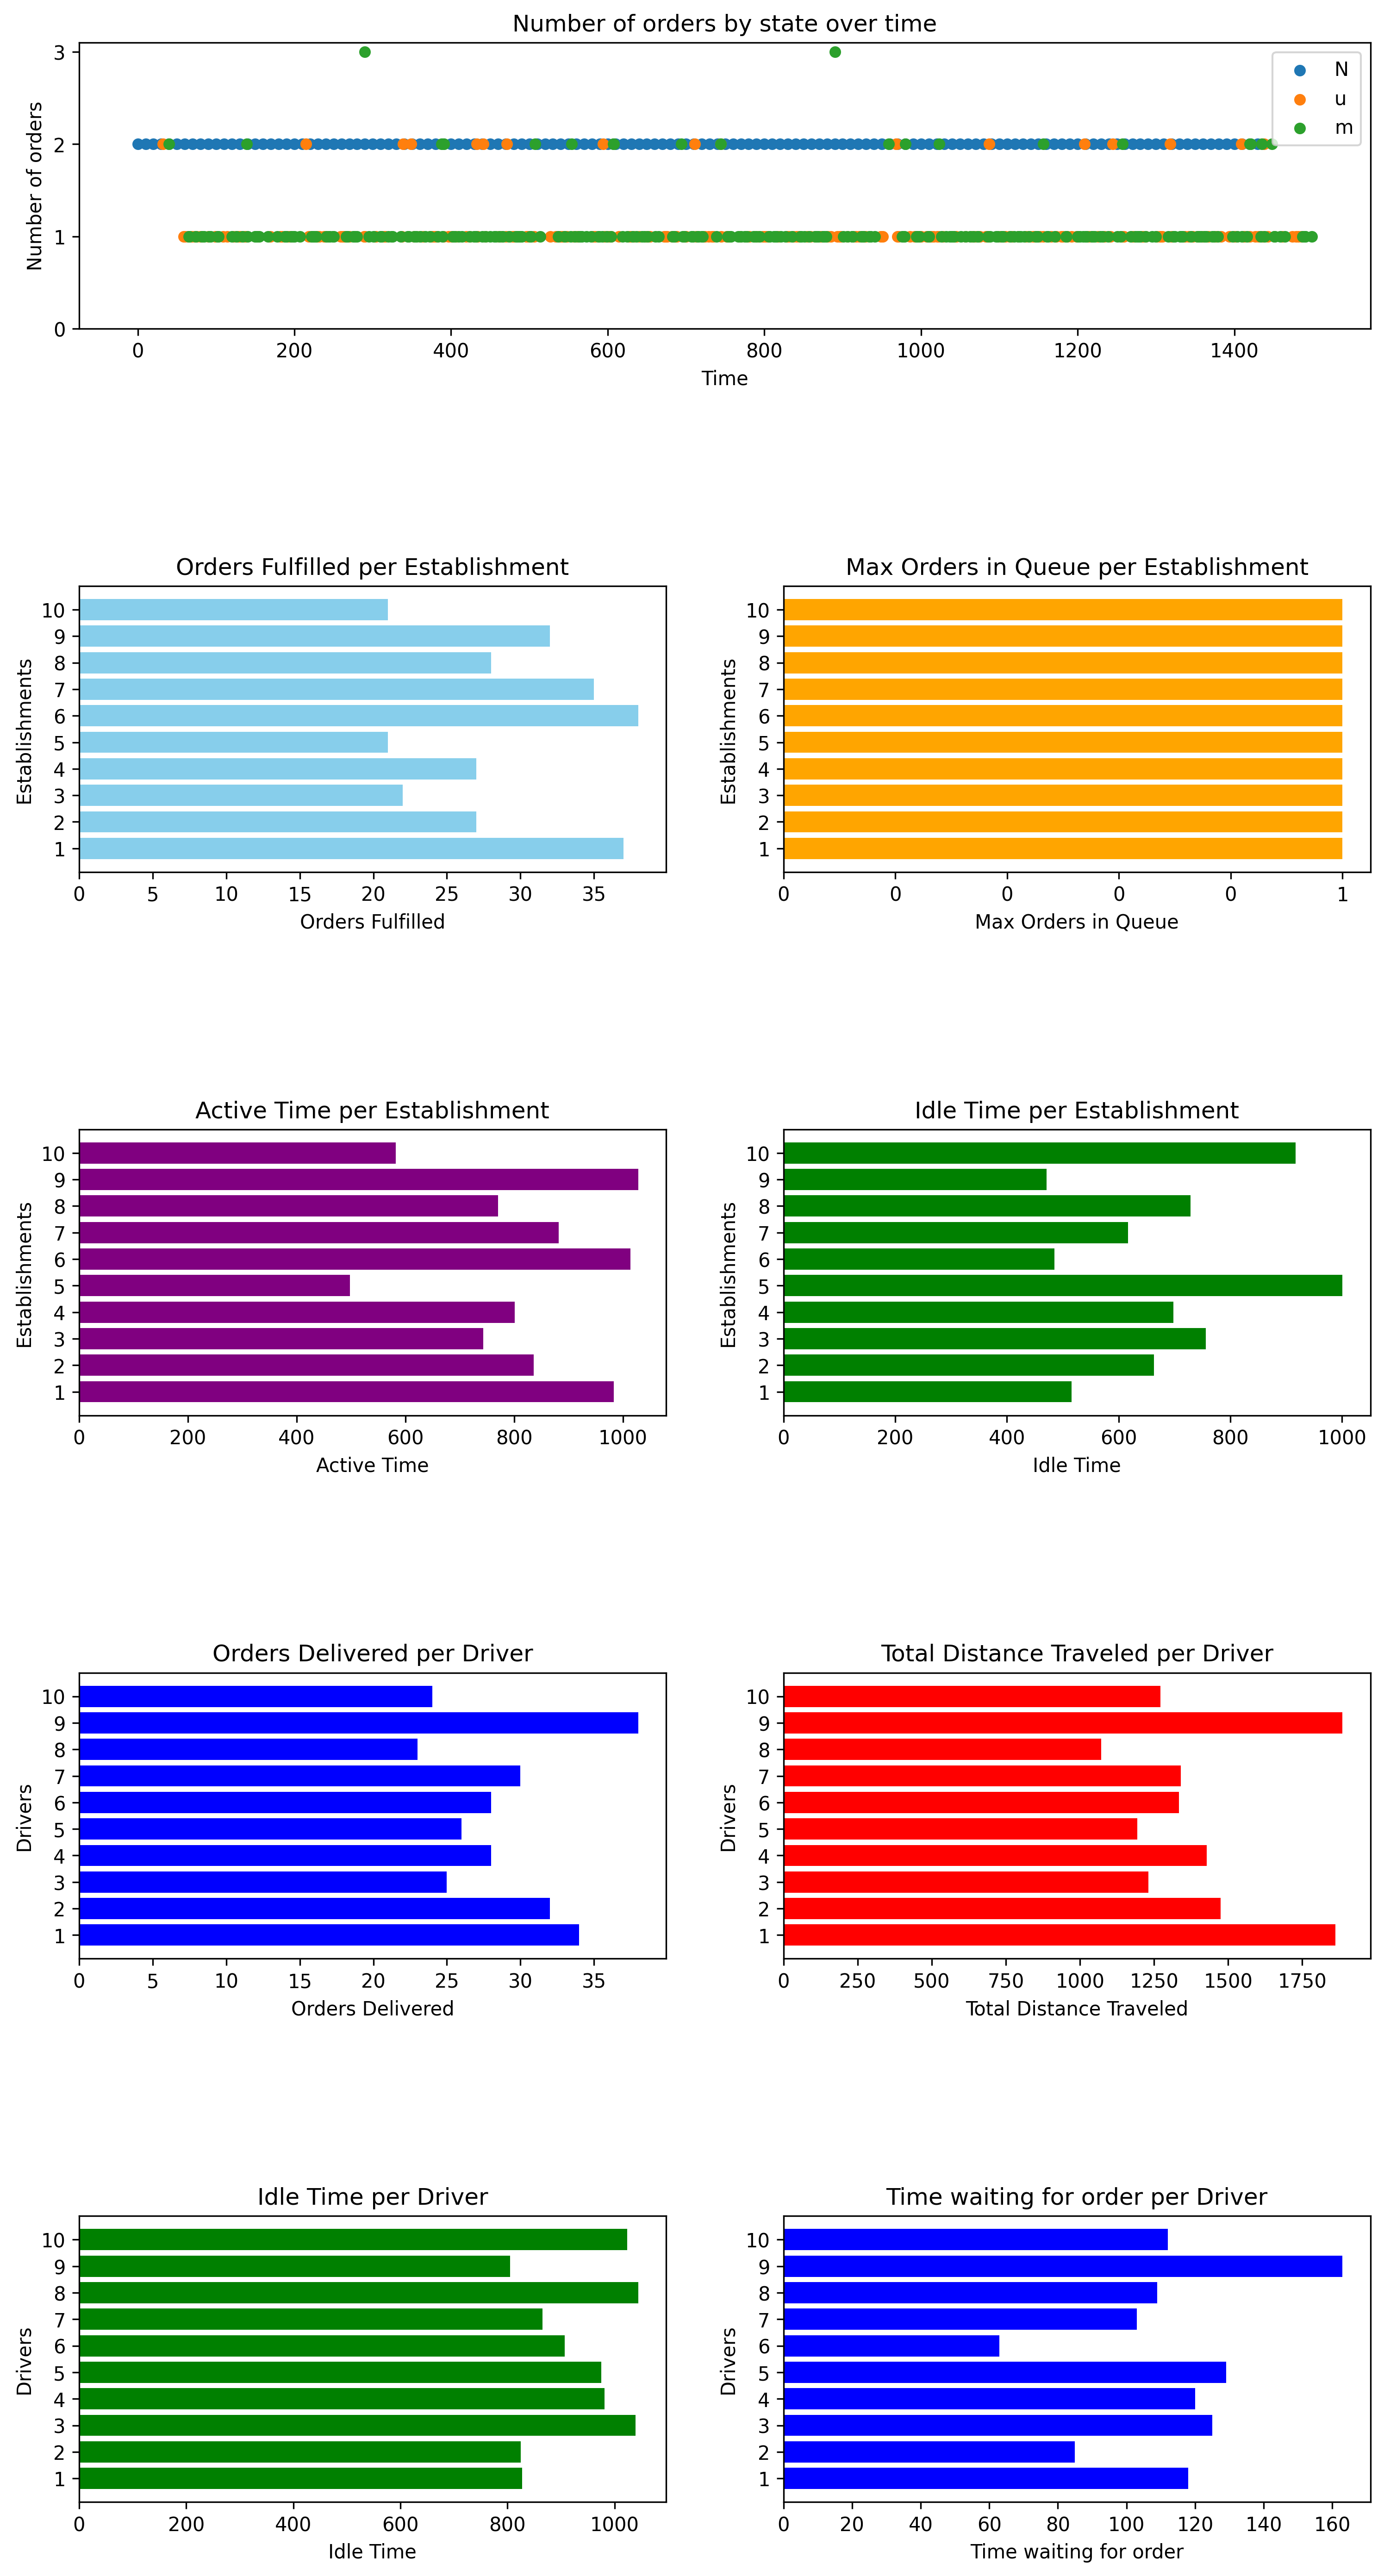 Number of orders by state over time
Number of orders
3
2
1
0
N
u
m
0 200 400 600 800 1000 1200 1400
Time
Orders Fulfilled per Establishment
Establishments
10
9
8
7
6
5
4
3
2
1
0 5 10 15 20 25 30 35
Orders Fulfilled
Max Orders in Queue per Establishment
Establishments
10
9
8
7
6
5
4
3
2
1
0 0 0 0 0 1
Max Orders in Queue
Active Time per Establishment
Establishments
10
9
8
7
6
5
4
3
2
1
0 200 400 600 800 1000
Active Time
Idle Time per Establishment
Establishments
10
9
8
7
6
5
4
3
2
1
0 200 400 600 800 1000
Idle Time
Orders Delivered per Driver
Drivers
10
9
8
7
6
5
4
3
2
1
0 5 10 15 20 25 30 35
Orders Delivered
Total Distance Traveled per Driver
Drivers
10
9
8
7
6
5
4
3
2
1
0 250 500 750 1000 1250 1500 1750
Total Distance Traveled
Idle Time per Driver
Drivers
10
9
8
7
6
5
4
3
2
1
0 200 400 600 800 1000
Idle Time
Time waiting for order per Driver
Drivers
10
9
8
7
6
5
4
3
2
1
0 20 40 60 80 100 120 140 160
Time waiting for order